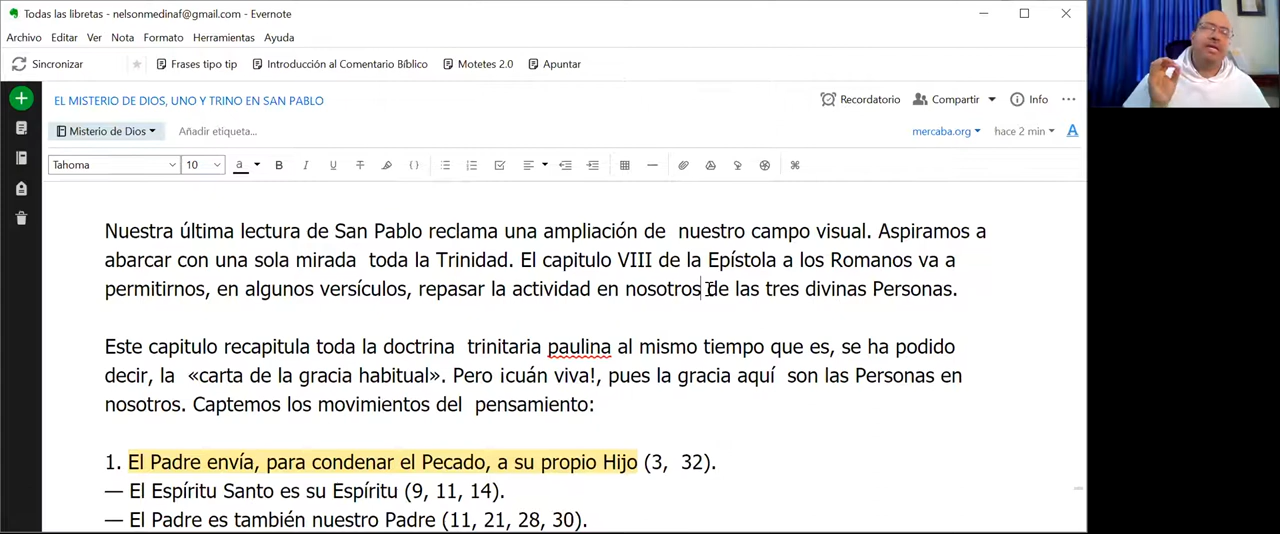 Todas las libretas - nelsonmedinaf@gmail.com - Evernote
Archivo Editar Ver Nota Formato Herramientas Ayuda
Sincronizar Frases tipo tip Introducción al Comentario Bíblico Motetes 2.0 Apuntar
EL MISTERIO DE DIOS, UNO Y TRINO EN SAN PABLO Recordatorio Compartir Info
Misterio de Dios Añadir etiqueta... mercaba.org hace 2 min A
Tahoma 10 a B I U T
Nuestra última lectura de San Pablo reclama una ampliación de nuestro campo visual. Aspiramos a
abarcar con una sola mirada toda la Trinidad. El capitulo VIII de la Epístola a los Romanos va a
permitirnos, en algunos versículos, repasar la actividad en nosotros de las tres divinas Personas.
Este capitulo recapitula toda la doctrina trinitaria paulina al mismo tiempo que es, se ha podido
decir, la «carta de la gracia habitual». Pero ¡cuán viva!, pues la gracia aquí son las Personas en
nosotros. Captemos los movimientos del pensamiento:
1. El Padre envía, para condenar el Pecado, a su propio Hijo (3, 32).
— El Espíritu Santo es su Espíritu (9, 11, 14).
— El Padre es también nuestro Padre (11, 21, 28, 30).